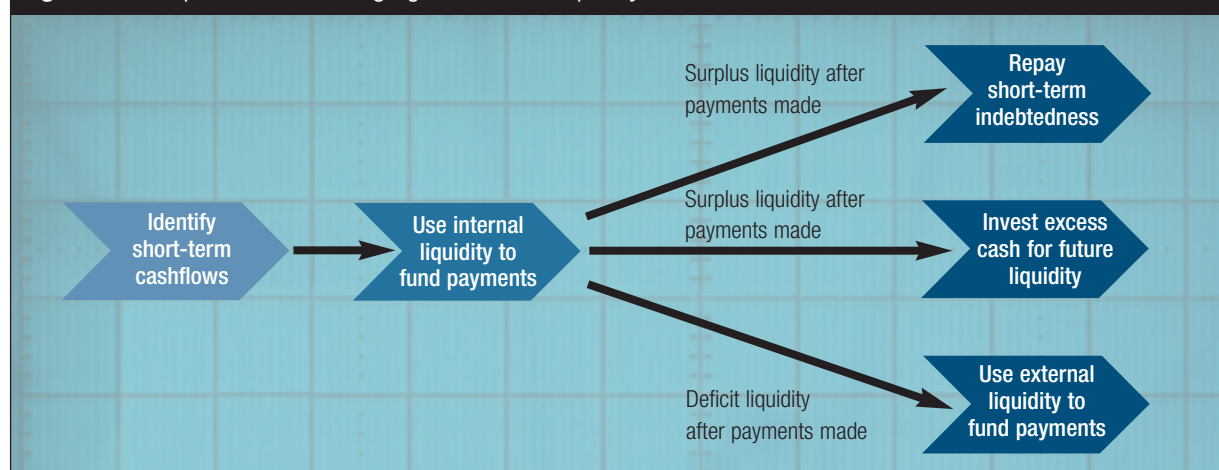 Surplus liquidity after
payments made
Repay
short-term
indebtedness
Identify
short-term
cashflows
Use internal
liquidity to
fund payments
Surplus liquidity after
payments made
Invest excess
cash for future
liquidity
Deficit liquidity
after payments made
Use external
liquidity to
fund payments